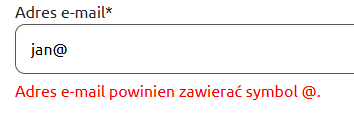 Adres e-mail*
jan@
Adres e-mail powinien zawierać symbol @.